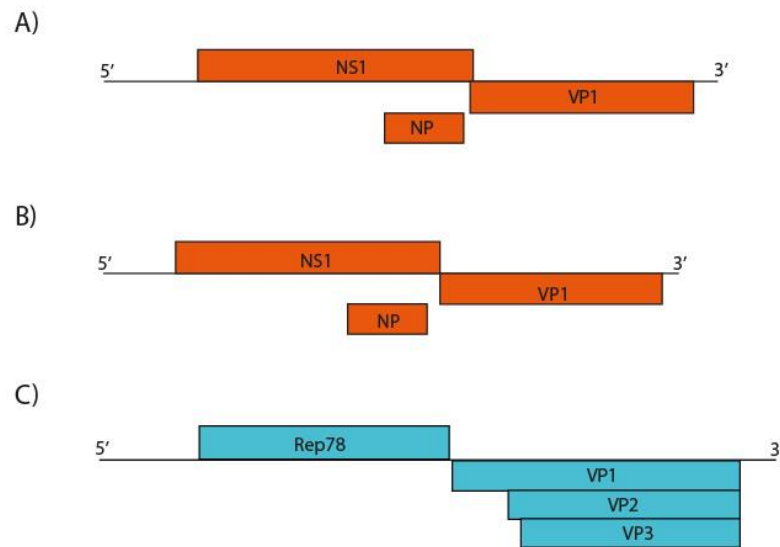 A)
5' NS1 3'
VP1
NP
B)
5' NS1 3'
VP1
NP
C)
5' Rep78 3
VP1
VP2
VP3